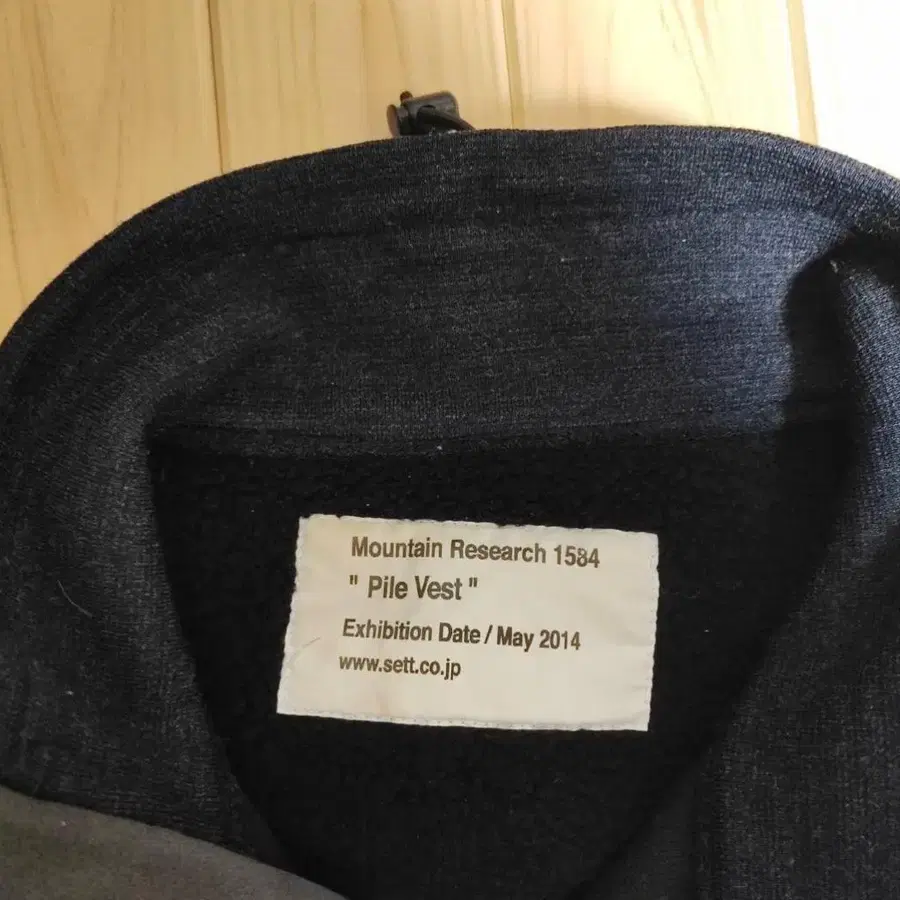 Mountain Research 1584
" Pile Vest "
Exhibition Date / May 2014
www.sett.co.jp